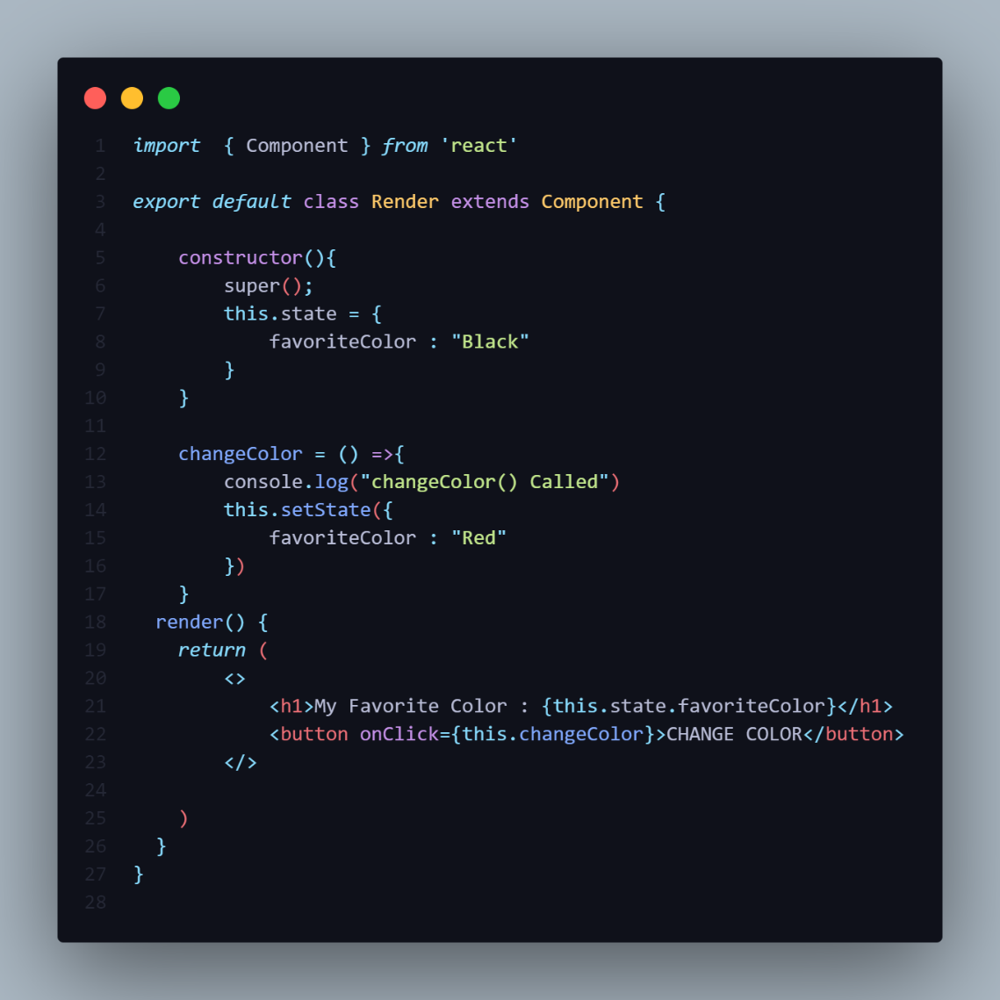 1 import  { Component } from 'react'
2
3 export default class Render extends Component {
4
5     constructor(){
6         super();
7         this.state = {
8             favoriteColor : "Black"
9         }
10     }
11
12     changeColor = () =>{
13         console.log("changeColor() Called")
14         this.setState({
15             favoriteColor : "Red"
16         })
17     }
18   render() {
19     return (
20         <>
21             <h1>My Favorite Color : {this.state.favoriteColor}</h1>
22             <button onClick={this.changeColor}>CHANGE COLOR</button>
23         </>
24
25     )
26   }
27 }
28